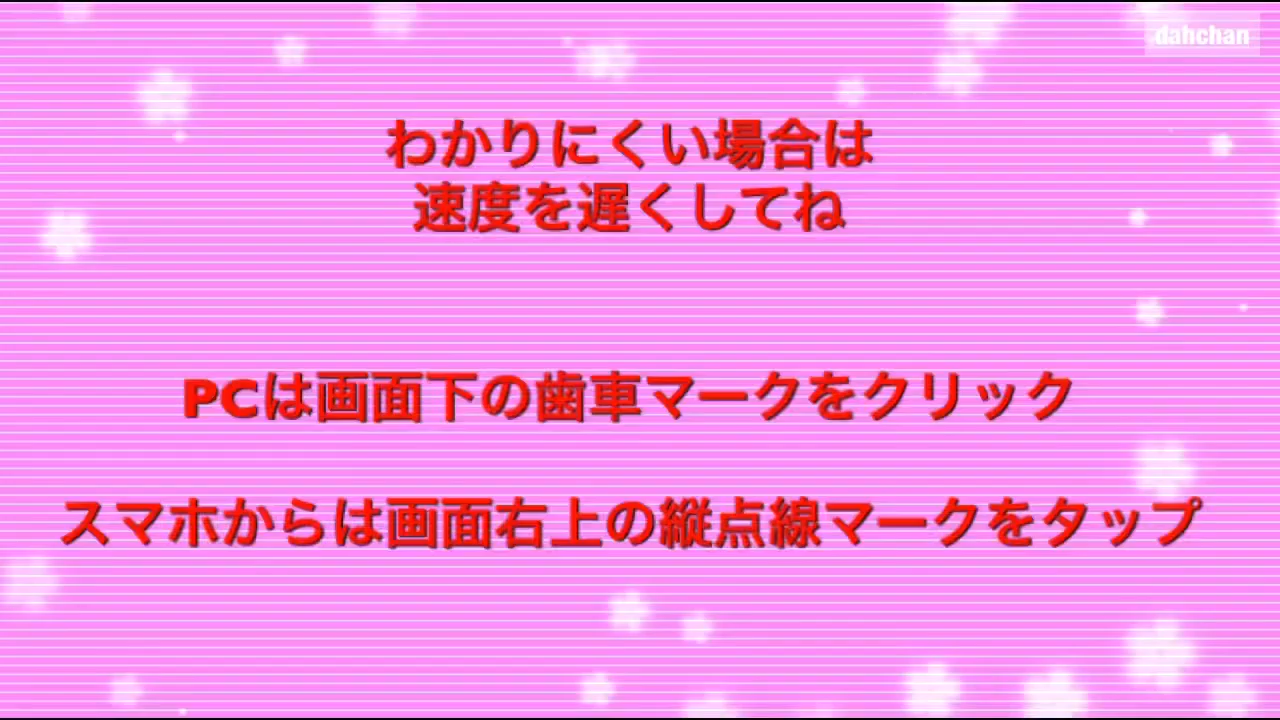 dahchan
わかりにくい場合は
速度を遅くしてね
PCは画面下の歯車マークをクリック
スマホからは画面右上の縦点線マークをタップ